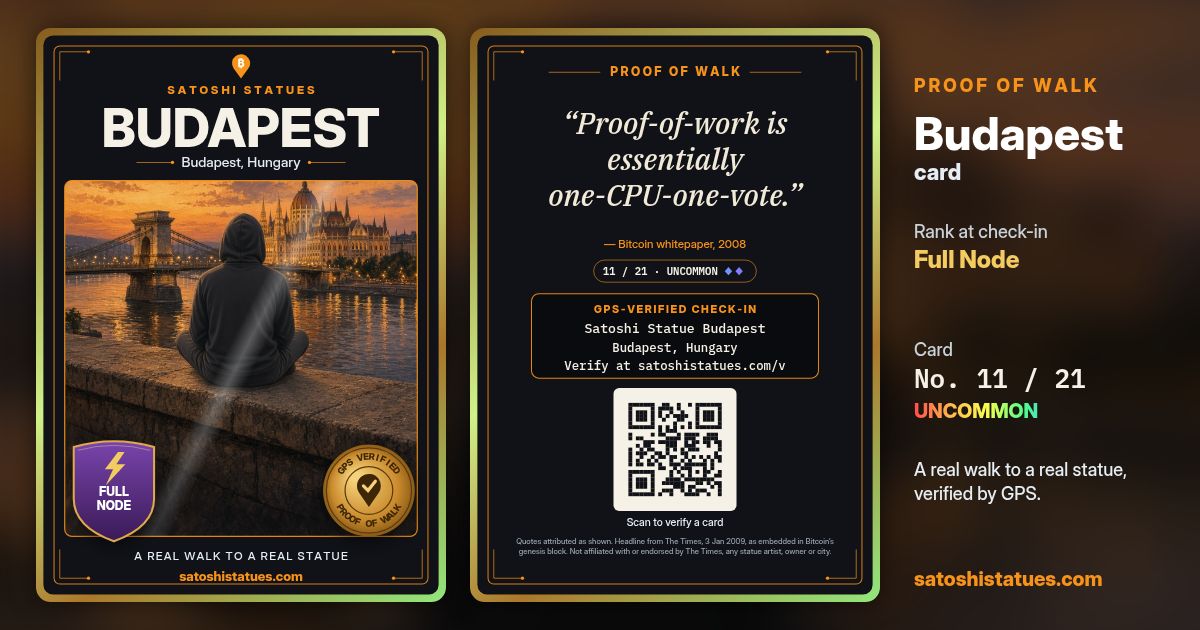 SATOSHI STATUES
BUDAPEST
Budapest, Hungary
FULL
NODE
GPS VERIFIED
PROOF OF WALK
A REAL WALK TO A REAL STATUE
satoshistatues.com
PROOF OF WALK
“Proof-of-work is
essentially
one-CPU-one-vote.”
— Bitcoin whitepaper, 2008
11 / 21 · UNCOMMON
GPS-VERIFIED CHECK-IN
Satoshi Statue Budapest
Budapest, Hungary
Verify at satoshistatues.com/v
Scan to verify a card
Quotes attributed as shown. Headline from The Times, 3 Jan 2009, as embedded in Bitcoin's
genesis block. Not affiliated with or endorsed by The Times, any statue artist, owner or city.
PROOF OF WALK
Budapest
card
Rank at check-in
Full Node
Card
No. 11 / 21
UNCOMMON
A real walk to a real statue,
verified by GPS.
satoshistatues.com